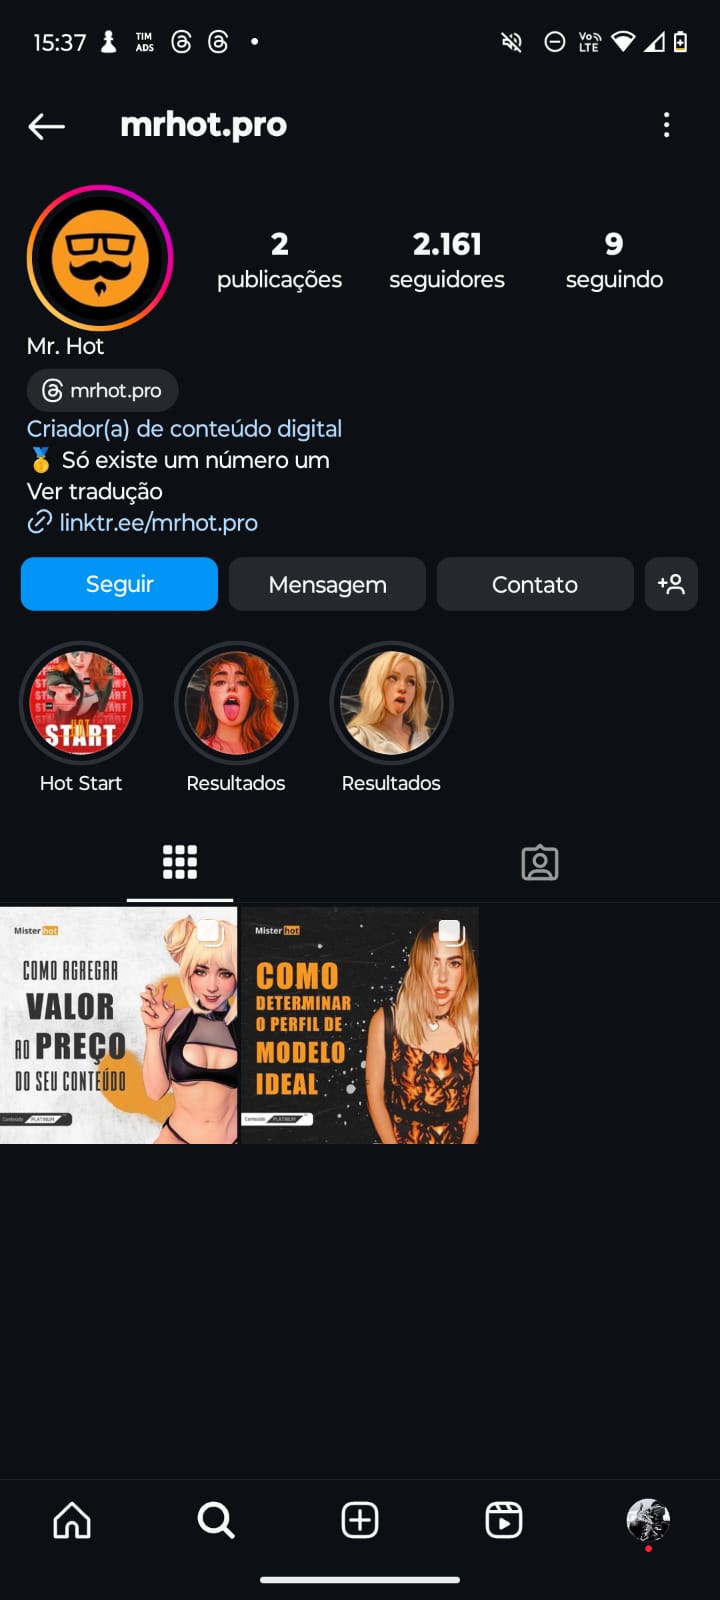 15:37
TIM
ADS
Vo))
LTE
mrhot.pro
2
publicações
2.161
seguidores
9
seguindo
Mr. Hot
mrhot.pro
Criador(a) de conteúdo digital
🥇 Só existe um número um
Ver tradução
linktr.ee/mrhot.pro
Seguir
Mensagem
Contato
HOT
START
Hot Start
Resultados
Resultados
Mister hot
COMO AGREGAR
VALOR
AO PREÇO
DO SEU CONTEÚDO
Conteúdo PLATINUM
Mister hot
COMO
DETERMINAR
O PERFIL DE
MODELO
IDEAL
Conteúdo PLATINUM